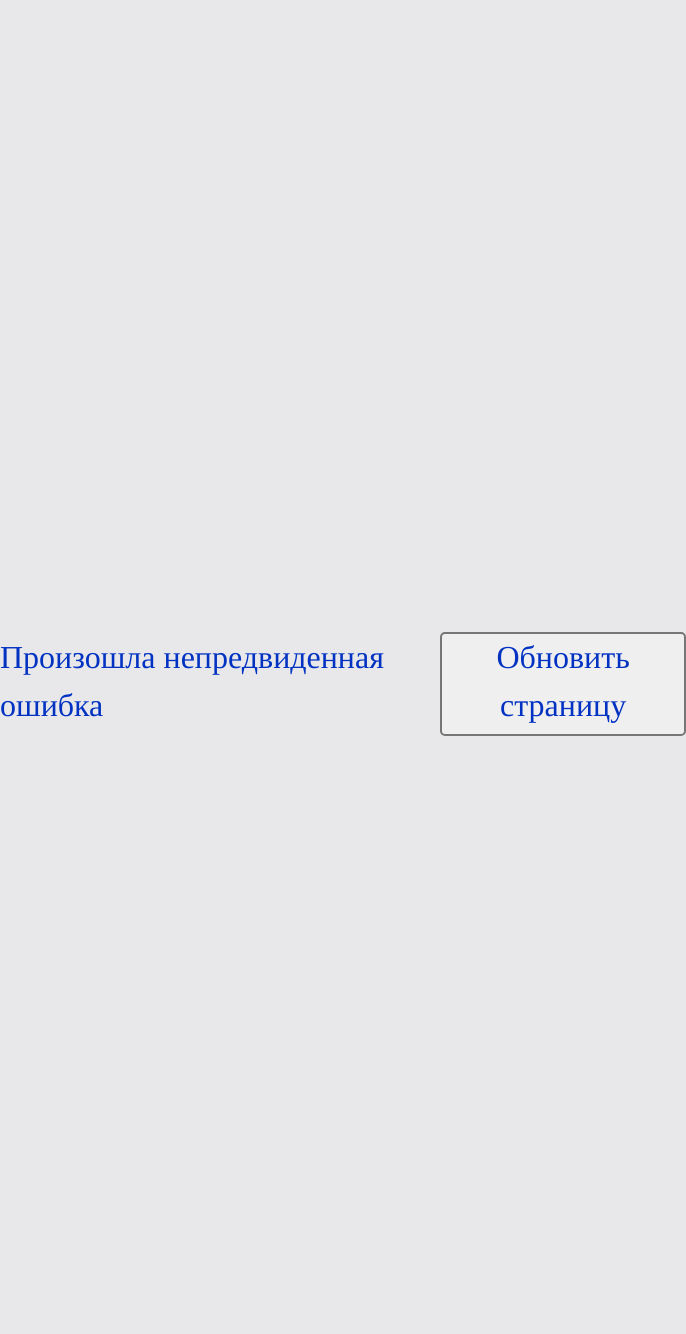 Произошла непредвиденная
ошибка
Обновить
страницу